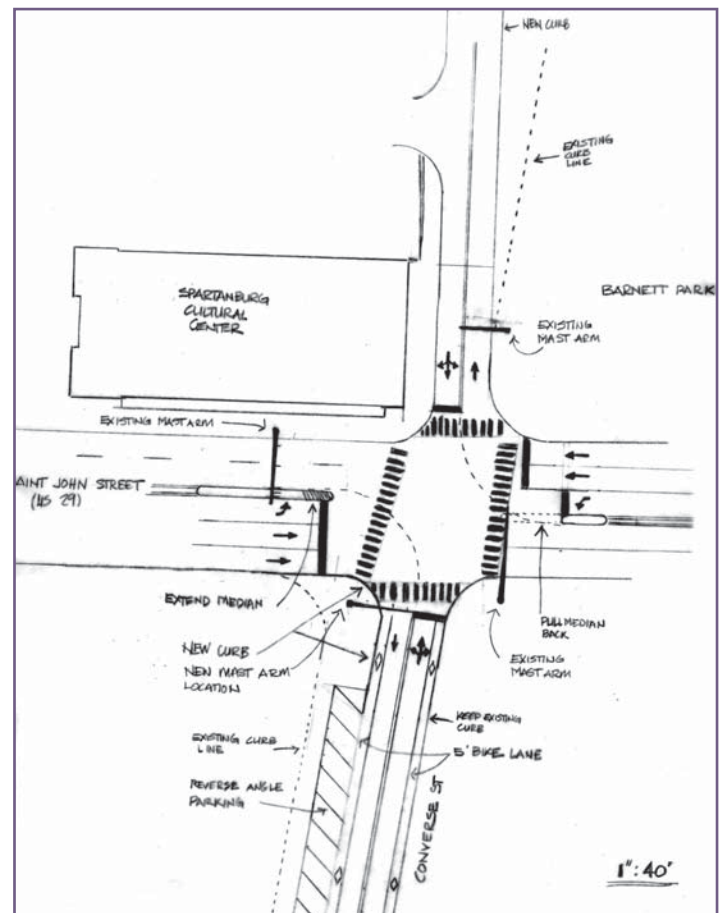 NEW CURB
EXISTING
CURB
LINE
SPARTANBURG
CULTURAL
CENTER
BARNETT PARK
EXISTING
MAST ARM
EXISTING MAST ARM
AINT JOHN STREET
(US 29)
EXTEND MEDIAN
PULL MEDIAN
BACK
NEW CURB
NEW MAST ARM
LOCATION
EXISTING
MAST ARM
EXISTING CURB
LINE
KEEP EXISTING
CURB
5' BIKE LANE
REVERSE ANGLE
PARKING
CONVERSE ST
1":40'